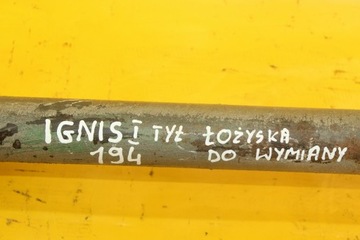 IGNIS I TYŁ ŁOŻYSKA
194 DO WYMIANY